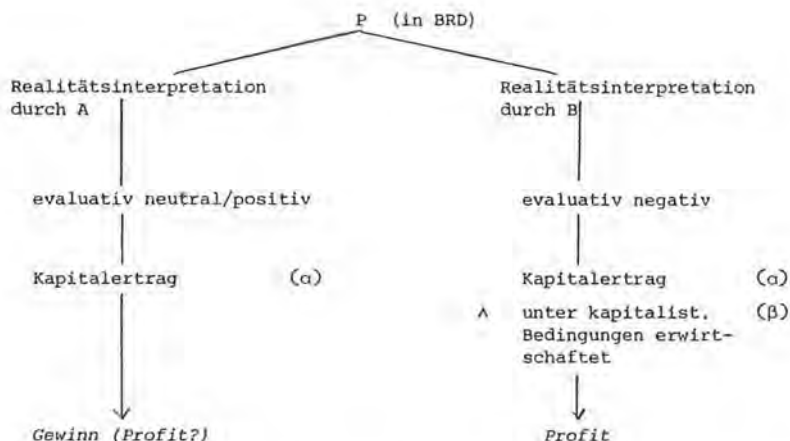 P (in BRD)
Realitätsinterpretation
durch A
evaluativ neutral/positiv
Kapitalertrag (α)
Gewinn (Profit?)
Realitätsinterpretation
durch B
evaluativ negativ
Kapitalertrag (α)
∧ unter kapitalist. (β)
Bedingungen erwirt-
schaftet
Profit